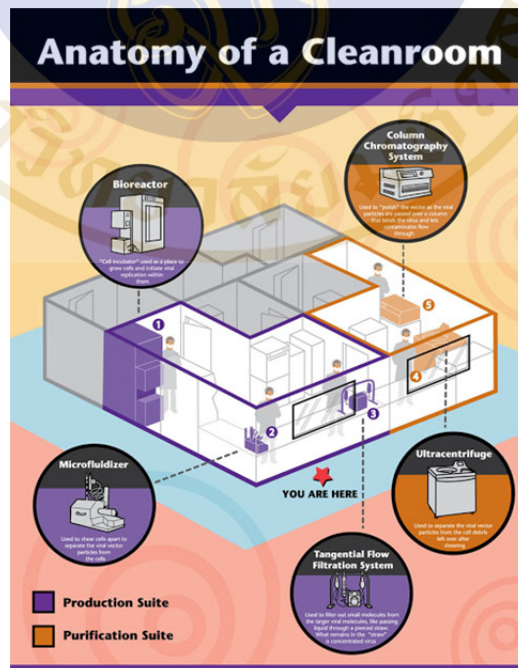 Anatomy of a Cleanroom
Column
Chromatography
System
Used to "polish" the vector as the viral
particles are passed over a column
that binds the virus and lets
contaminates flow
through
Bioreactor
"Cell incubator" used as a place to
grow cells and initiate viral
replication within
them
1
5
4
2
3
Microfluidizer
Used to shear cells apart to
separate the viral vector
particles from
the cells
YOU ARE HERE
Ultracentrifuge
Used to separate the viral vector
particles from the cell debris
left over after
shearing
Tangential Flow
Filtration System
Used to filter out small molecules from
the larger viral molecules, like passing
liquid through a pierced straw.
What remains in the "straw"
is concentrated virus
Production Suite
Purification Suite